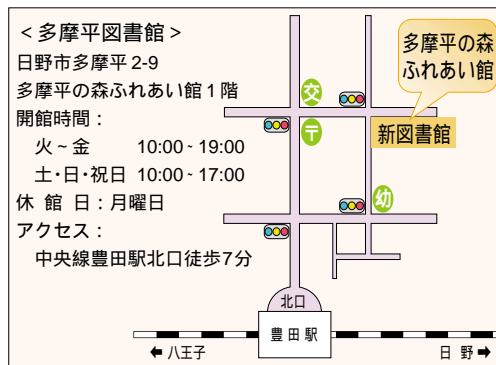 ＜多摩平図書館＞
日野市多摩平 2-9
多摩平の森ふれあい館 1 階
開館時間：
火～金 10:00~19:00
土・日・祝日 10:00~17:00
休 館 日：月曜日
アクセス：
中央線豊田駅北口徒歩7分
多摩平の森
ふれあい館
新図書館
交
〒
幼
北口
豊田駅
← 八王子
日 野 →